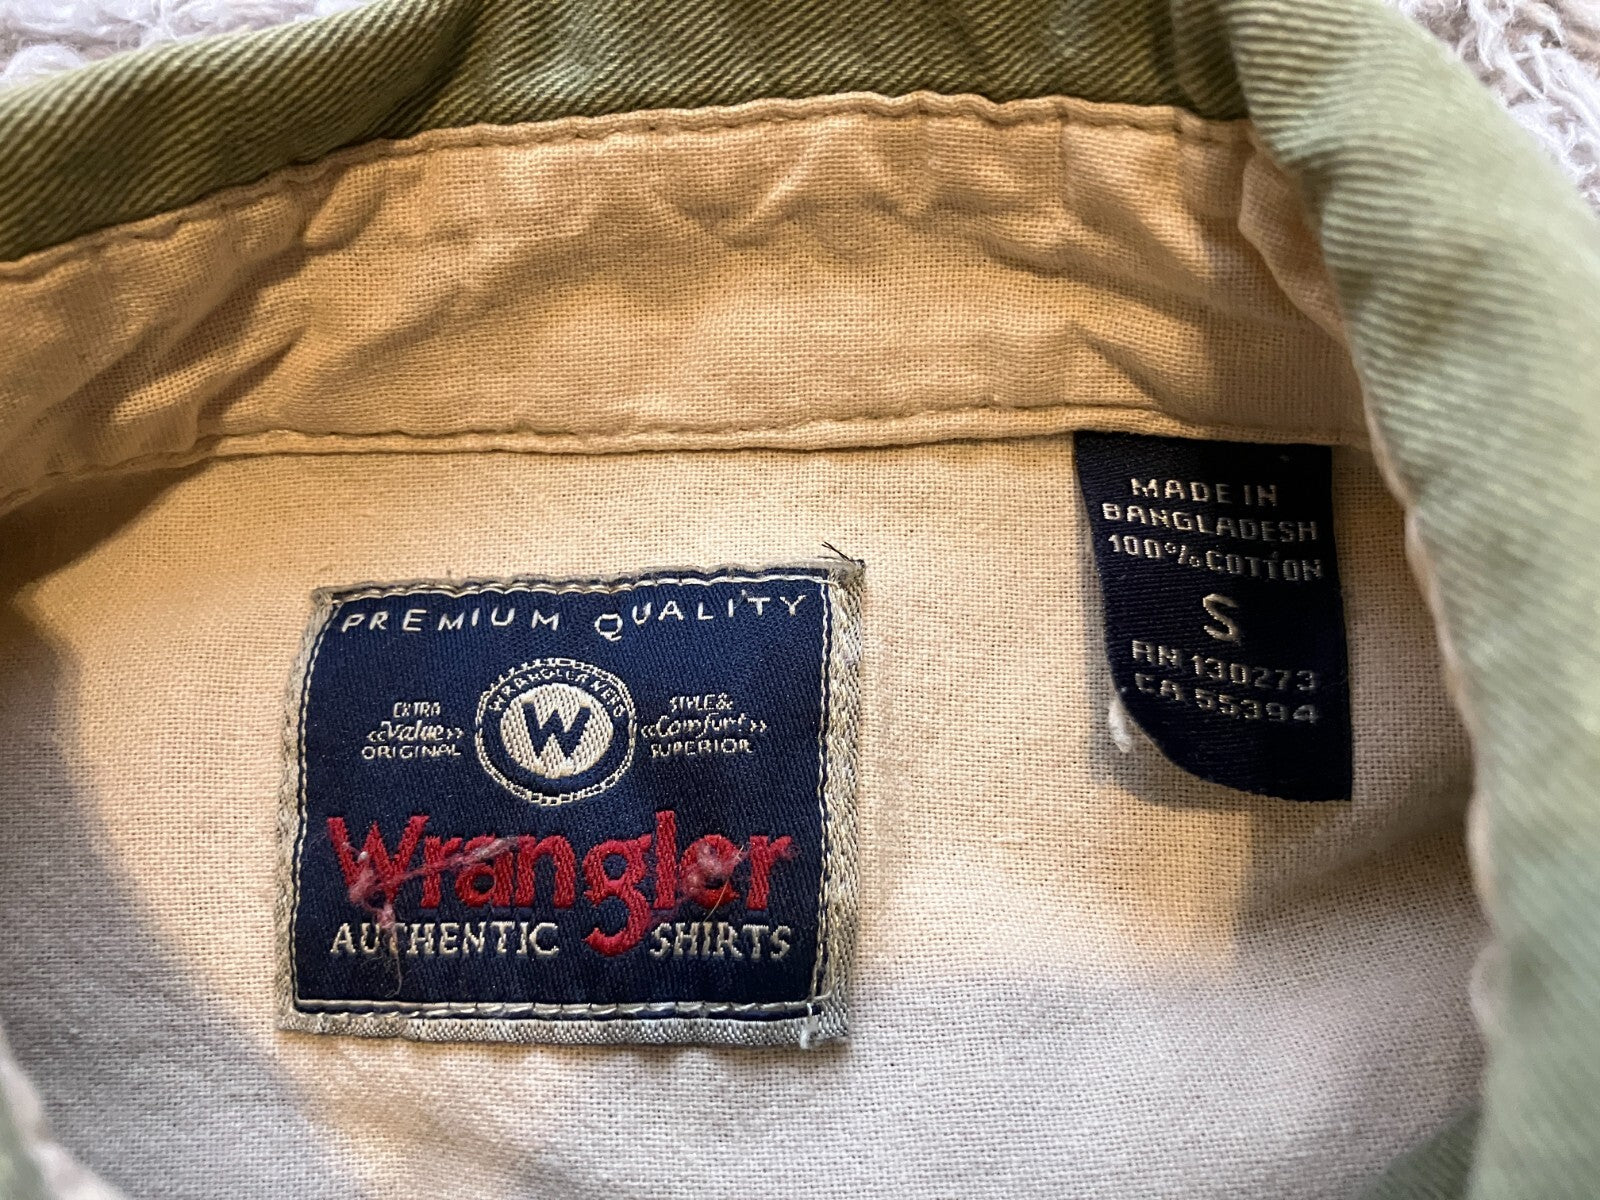 PREMIUM QUALITY
EXTRA
«Value»
ORIGINAL
W
STYLE &
«Comfort»
SUPERIOR
Wrangler
AUTHENTIC SHIRTS
MADE IN
BANGLADESH
100% COTTON
S
RN 130273
CA 55394